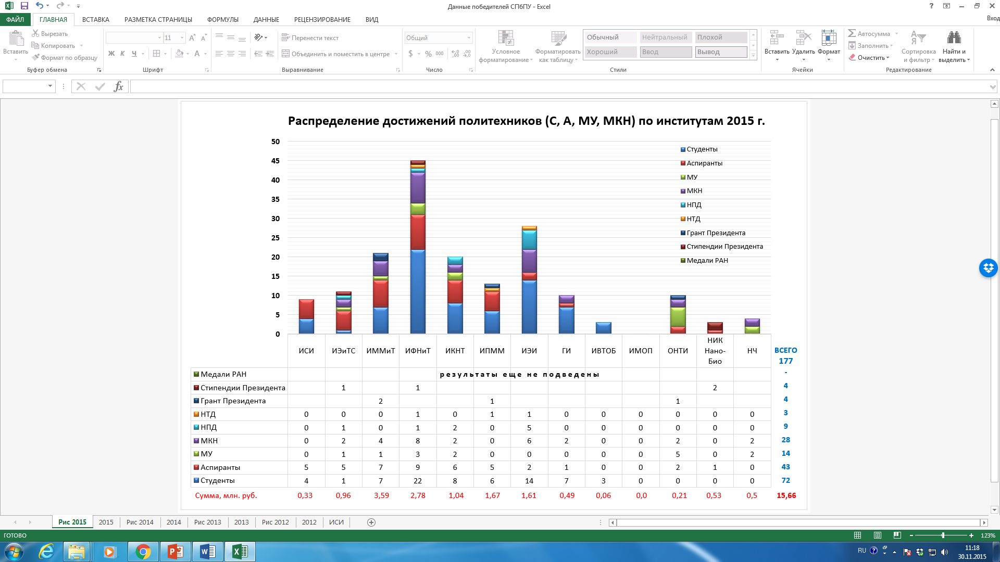 Данные победителей СПбПУ - Excel
ФАЙЛ ГЛАВНАЯ ВСТАВКА РАЗМЕТКА СТРАНИЦЫ ФОРМУЛЫ ДАННЫЕ РЕЦЕНЗИРОВАНИЕ ВИД Вход
Вставить
Вырезать
Копировать
Формат по образцу
Буфер обмена
11
Ж К Ч
Шрифт
Перенести текст
Объединить и поместить в центре
Выравнивание
Общий
$ % 000
Число
Условное форматирование
Форматировать как таблицу
Обычный Нейтральный Плохой
Хороший Ввод Вывод
Стили
Вставить Удалить Формат
Ячейки
Автосумма
Заполнить
Очистить
Сортировка и фильтр
Найти и выделить
Редактирование
Распределение достижений политехников (С, А, МУ, МКН) по институтам 2015 г.
50
45
40
35
30
25
20
15
10
5
0
Студенты
Аспиранты
МУ
МКН
НПД
НТД
Грант Президента
Стипендии Президента
Медали РАН
ИСИ ИЭиТС ИММиТ ИФНиТ ИКНТ ИПММ ИЭИ ГИ ИВТОБ ИМОП ОНТИ НИК Нано-Био НЧ ВСЕГО 177
Медали РАН результаты еще не подведены -
Стипендии Президента 1 1 2 4
Грант Президента 2 1 1 4
НТД 0 0 0 1 0 1 1 0 0 0 0 0 0 3
НПД 0 1 0 1 2 0 5 0 0 0 0 0 0 9
МКН 0 2 4 8 2 0 6 2 0 0 2 0 2 28
МУ 0 1 1 3 2 0 0 0 0 0 5 0 2 14
Аспиранты 5 5 7 9 6 5 2 1 0 0 2 1 0 43
Студенты 4 1 7 22 8 6 14 7 3 0 0 0 0 72
Сумма, млн. руб. 0,33 0,96 3,59 2,78 1,04 1,67 1,61 0,49 0,06 0,0 0,21 0,53 0,5 15,66
Рис 2015 2015 Рис 2014 2014 Рис 2013 2013 Рис 2012 2012 ИСИ
ГОТОВО 123%
RU 11:18
30.11.2015